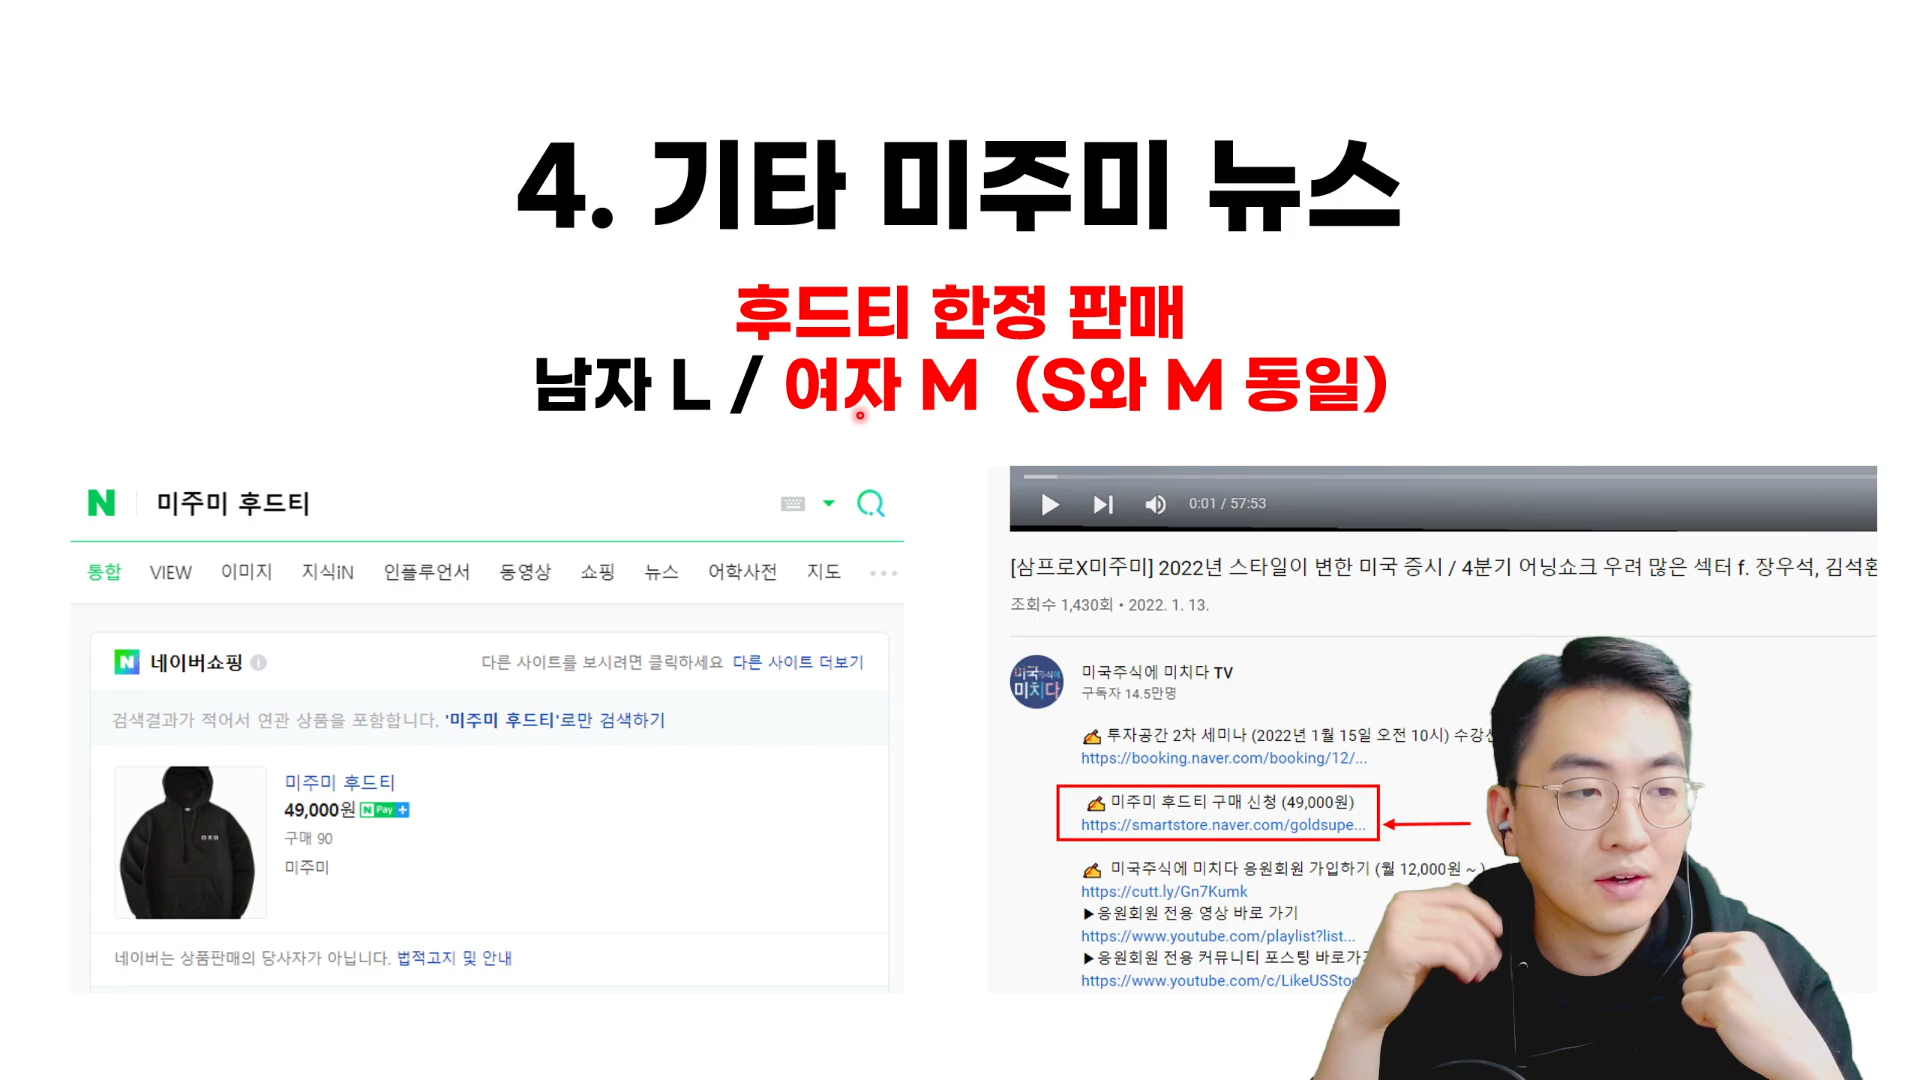 4. 기타 미주미 뉴스
후드티 한정 판매
남자 L / 여자 M (S와 M 동일)
N 미주미 후드티
통합 VIEW 이미지 지식iN 인플루언서 동영상 쇼핑 뉴스 어학사전 지도
N 네이버쇼핑 다른 사이트를 보시려면 클릭하세요 다른 사이트 더보기
검색결과가 적어서 연관 상품을 포함합니다. '미주미 후드티'로만 검색하기
미주미 후드티
49,000원 N Pay +
구매 90
미주미
네이버는 상품판매의 당사자가 아닙니다. 법적고지 및 안내
0:01 / 57:53
[삼프로X미주미] 2022년 스타일이 변한 미국 증시 / 4분기 어닝쇼크 우려 많은 섹터 f. 장우석, 김석환
조회수 1,430회 • 2022. 1. 13.
미국주식에 미치다
미국주식에 미치다 TV
구독자 14.5만명
투자공간 2차 세미나 (2022년 1월 15일 오전 10시) 수강신
https://booking.naver.com/booking/12/...
미주미 후드티 구매 신청 (49,000원)
https://smartstore.naver.com/goldsupe...
미국주식에 미치다 응원회원 가입하기 (월 12,000원 ~ )
https://cutt.ly/Gn7Kumk
▶응원회원 전용 영상 바로 가기
https://www.youtube.com/playlist?list...
▶응원회원 전용 커뮤니티 포스팅 바로가기
https://www.youtube.com/c/LikeUSSto